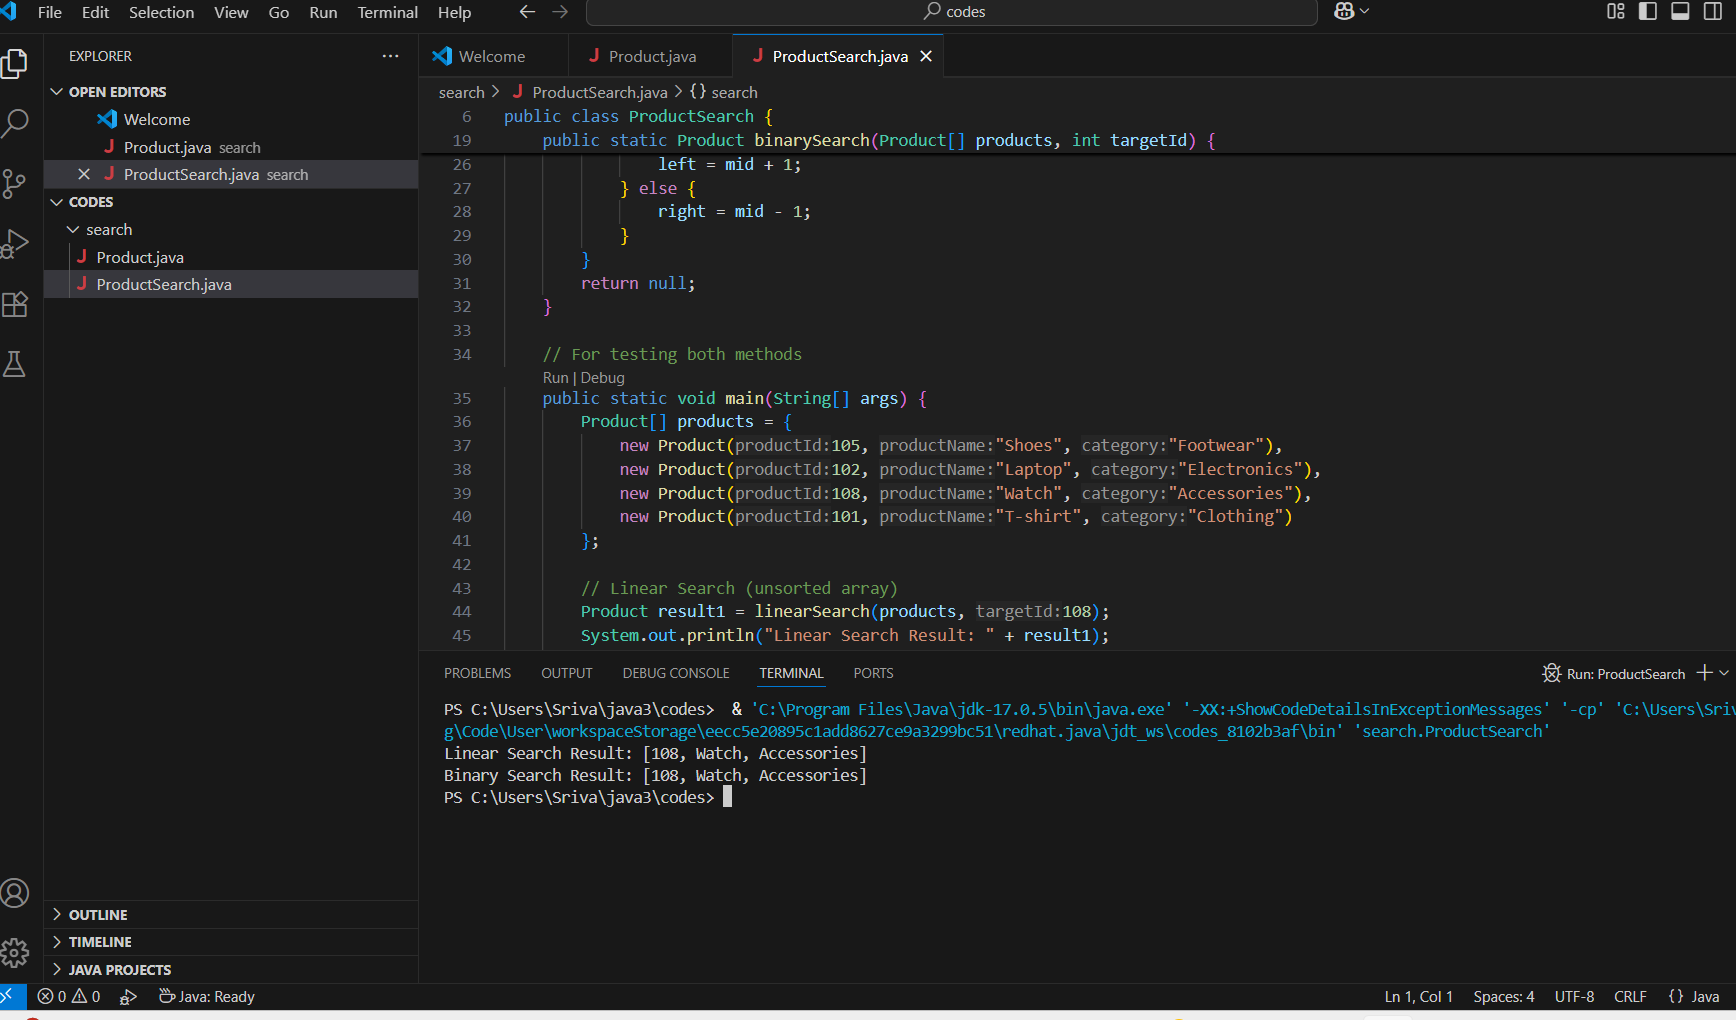 File Edit Selection View Go Run Terminal Help
codes
EXPLORER
OPEN EDITORS
Welcome
Product.java search
ProductSearch.java search
CODES
search
Product.java
ProductSearch.java
OUTLINE
TIMELINE
JAVA PROJECTS
Welcome Product.java ProductSearch.java
search > ProductSearch.java > {} search
6 public class ProductSearch {
19 public static Product binarySearch(Product[] products, int targetId) {
26 left = mid + 1;
27 } else {
28 right = mid - 1;
29 }
30 }
31 return null;
32 }
33
34 // For testing both methods
Run | Debug
35 public static void main(String[] args) {
36 Product[] products = {
37 new Product(productId:105, productName:"Shoes", category:"Footwear"),
38 new Product(productId:102, productName:"Laptop", category:"Electronics"),
39 new Product(productId:108, productName:"Watch", category:"Accessories"),
40 new Product(productId:101, productName:"T-shirt", category:"Clothing")
41 };
42
43 // Linear Search (unsorted array)
44 Product result1 = linearSearch(products, targetId:108);
45 System.out.println("Linear Search Result: " + result1);
PROBLEMS OUTPUT DEBUG CONSOLE TERMINAL PORTS
Run: ProductSearch
PS C:\Users\Sriva\java3\codes> & 'C:\Program Files\Java\jdk-17.0.5\bin\java.exe' '-XX:+ShowCodeDetailsInExceptionMessages' '-cp' 'C:\Users\Sriv
g\Code\User\workspaceStorage\eecc5e20895c1add8627ce9a3299bc51\redhat.java\jdt_ws\codes_8102b3af\bin' 'search.ProductSearch'
Linear Search Result: [108, Watch, Accessories]
Binary Search Result: [108, Watch, Accessories]
PS C:\Users\Sriva\java3\codes>
0 0 Java: Ready
Ln 1, Col 1 Spaces: 4 UTF-8 CRLF {} Java